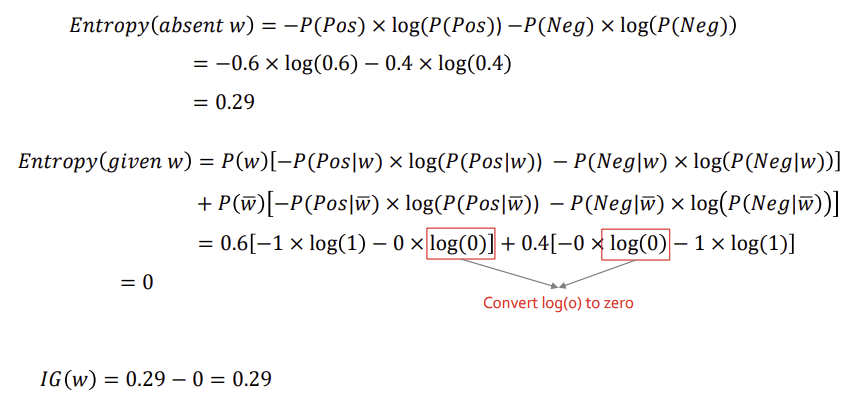 Entropy(absent w) = −P(Pos) × log(P(Pos)) −P(Neg) × log(P(Neg))
= −0.6 × log(0.6) − 0.4 × log(0.4)
= 0.29
Entropy(given w) = P(w)[−P(Pos|w) × log(P(Pos|w)) − P(Neg|w) × log(P(Neg|w))]
+ P(w̅)[−P(Pos|w̅) × log(P(Pos|w̅)) − P(Neg|w̅) × log(P(Neg|w̅))]
= 0.6[−1 × log(1) − 0 × log(0)] + 0.4[−0 × log(0) − 1 × log(1)]
= 0
Convert log(o) to zero
IG(w) = 0.29 − 0 = 0.29